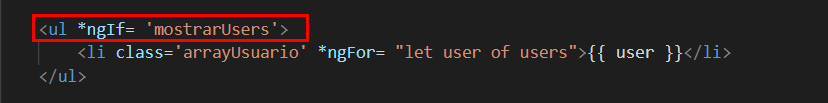 <ul *ngIf= 'mostrarUsers'>
<li class='arrayUsuario' *ngFor= "let user of users">{{ user }}</li>
</ul>